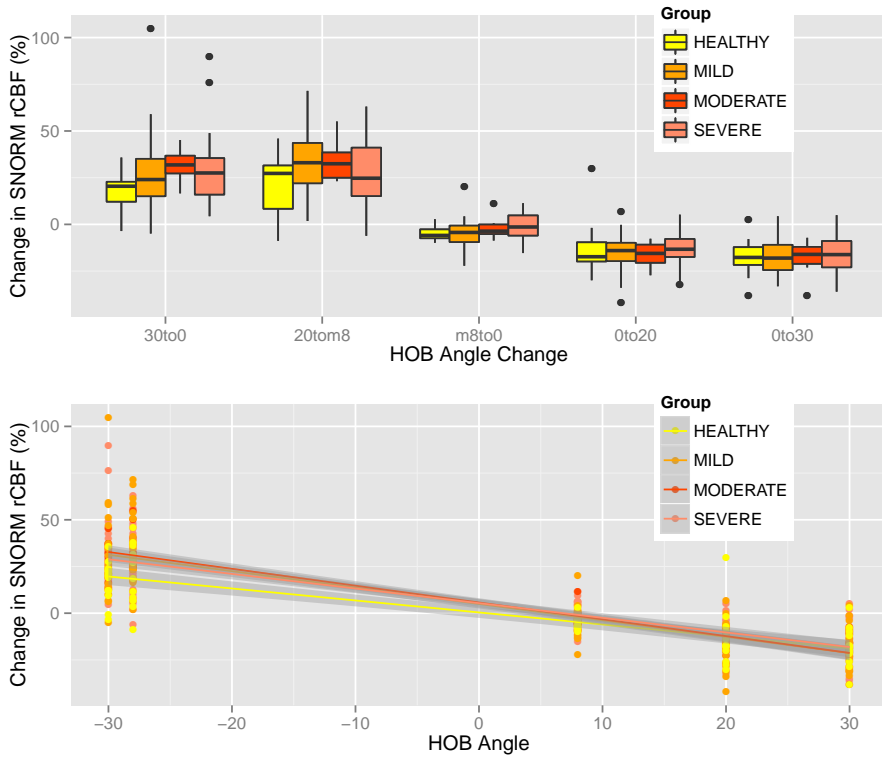 Group
HEALTHY
MILD
MODERATE
SEVERE
100
50
0
Change in SNORM rCBF (%)
30to0 20tom8 m8to0 0to20 0to30
HOB Angle Change
Group
HEALTHY
MILD
MODERATE
SEVERE
100
50
0
Change in SNORM rCBF (%)
−30 −20 −10 0 10 20 30
HOB Angle